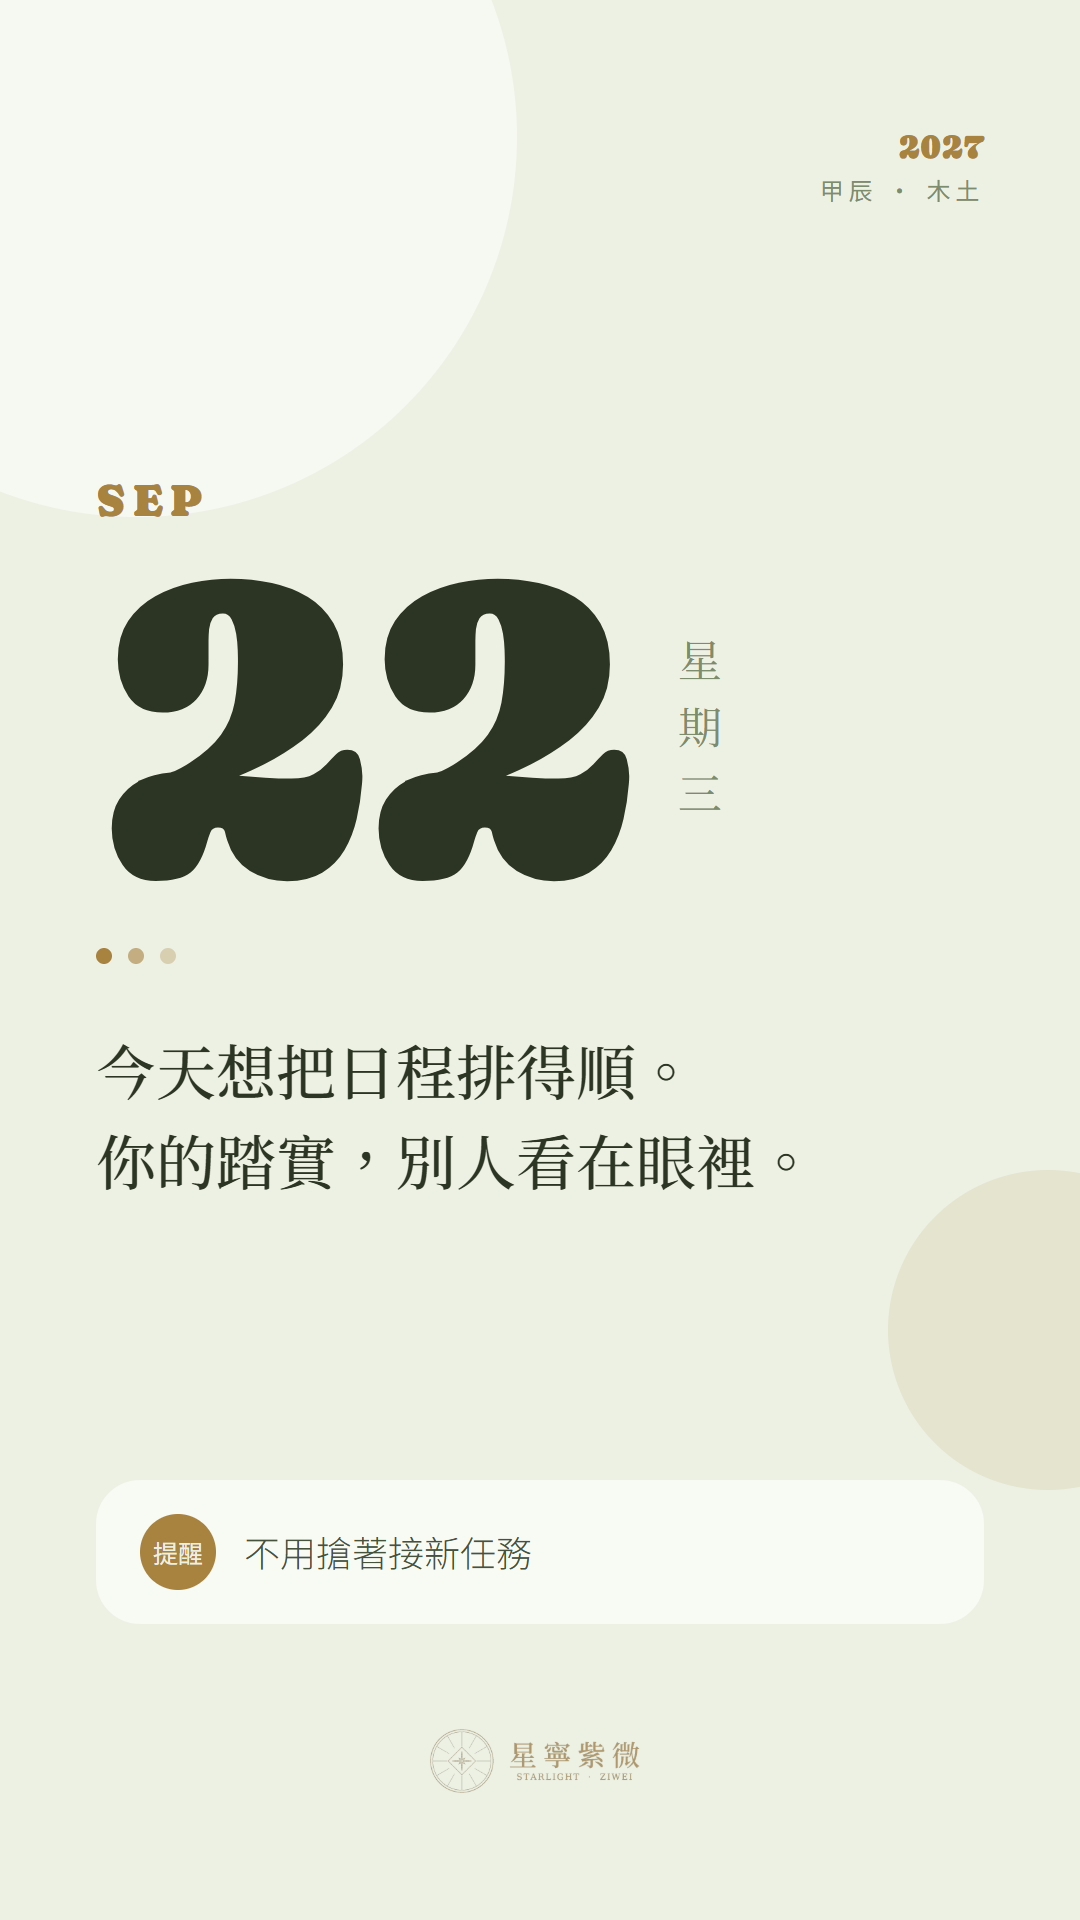 2027
甲辰 · 木土
SEP
22
星期三
今天想把日程排得順。
你的踏實，別人看在眼裡。
提醒
不用搶著接新任務
星寧紫微
STARLIGHT · ZIWEI